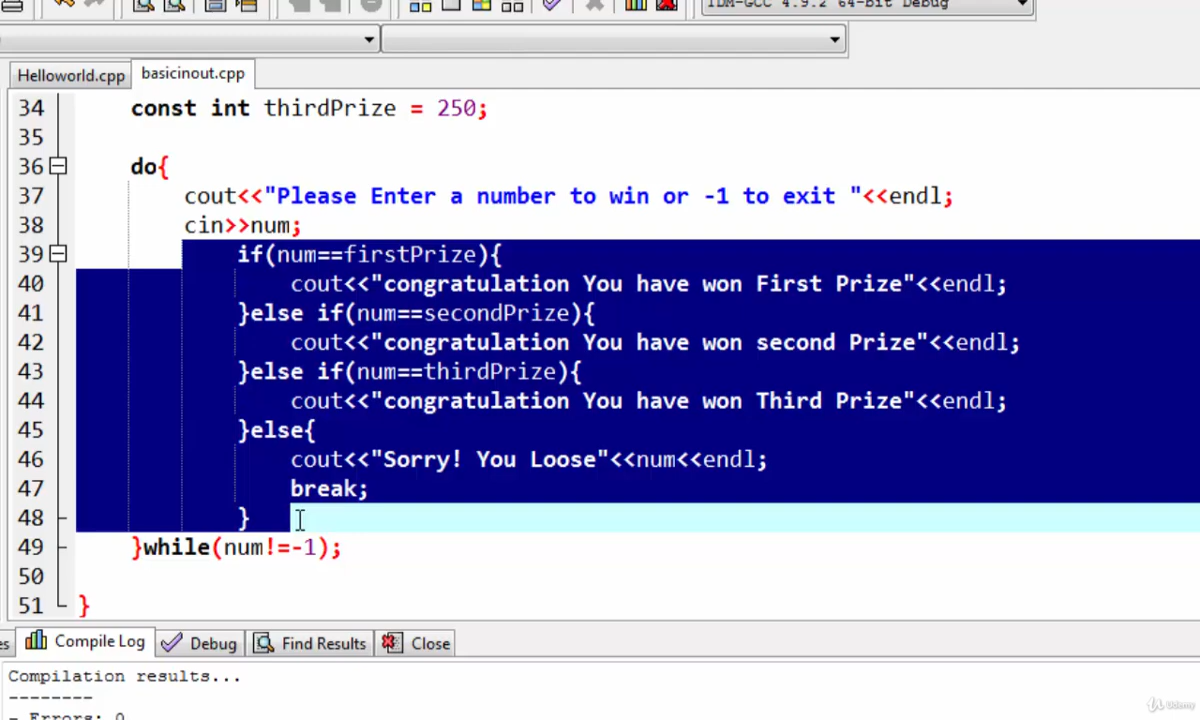 IDM-GCC 4.9.2 64-bit Debug
Helloworld.cpp basicinout.cpp
34 const int thirdPrize = 250;
35
36 do{
37 cout<<"Please Enter a number to win or -1 to exit "<<endl;
38 cin>>num;
39 if(num==firstPrize){
40 cout<<"congratulation You have won First Prize"<<endl;
41 }else if(num==secondPrize){
42 cout<<"congratulation You have won second Prize"<<endl;
43 }else if(num==thirdPrize){
44 cout<<"congratulation You have won Third Prize"<<endl;
45 }else{
46 cout<<"Sorry! You Loose"<<num<<endl;
47 break;
48 }
49 }while(num!=-1);
50
51 }
Compile Log Debug Find Results Close
Compilation results...
--------
- Errors: 0
Udemy